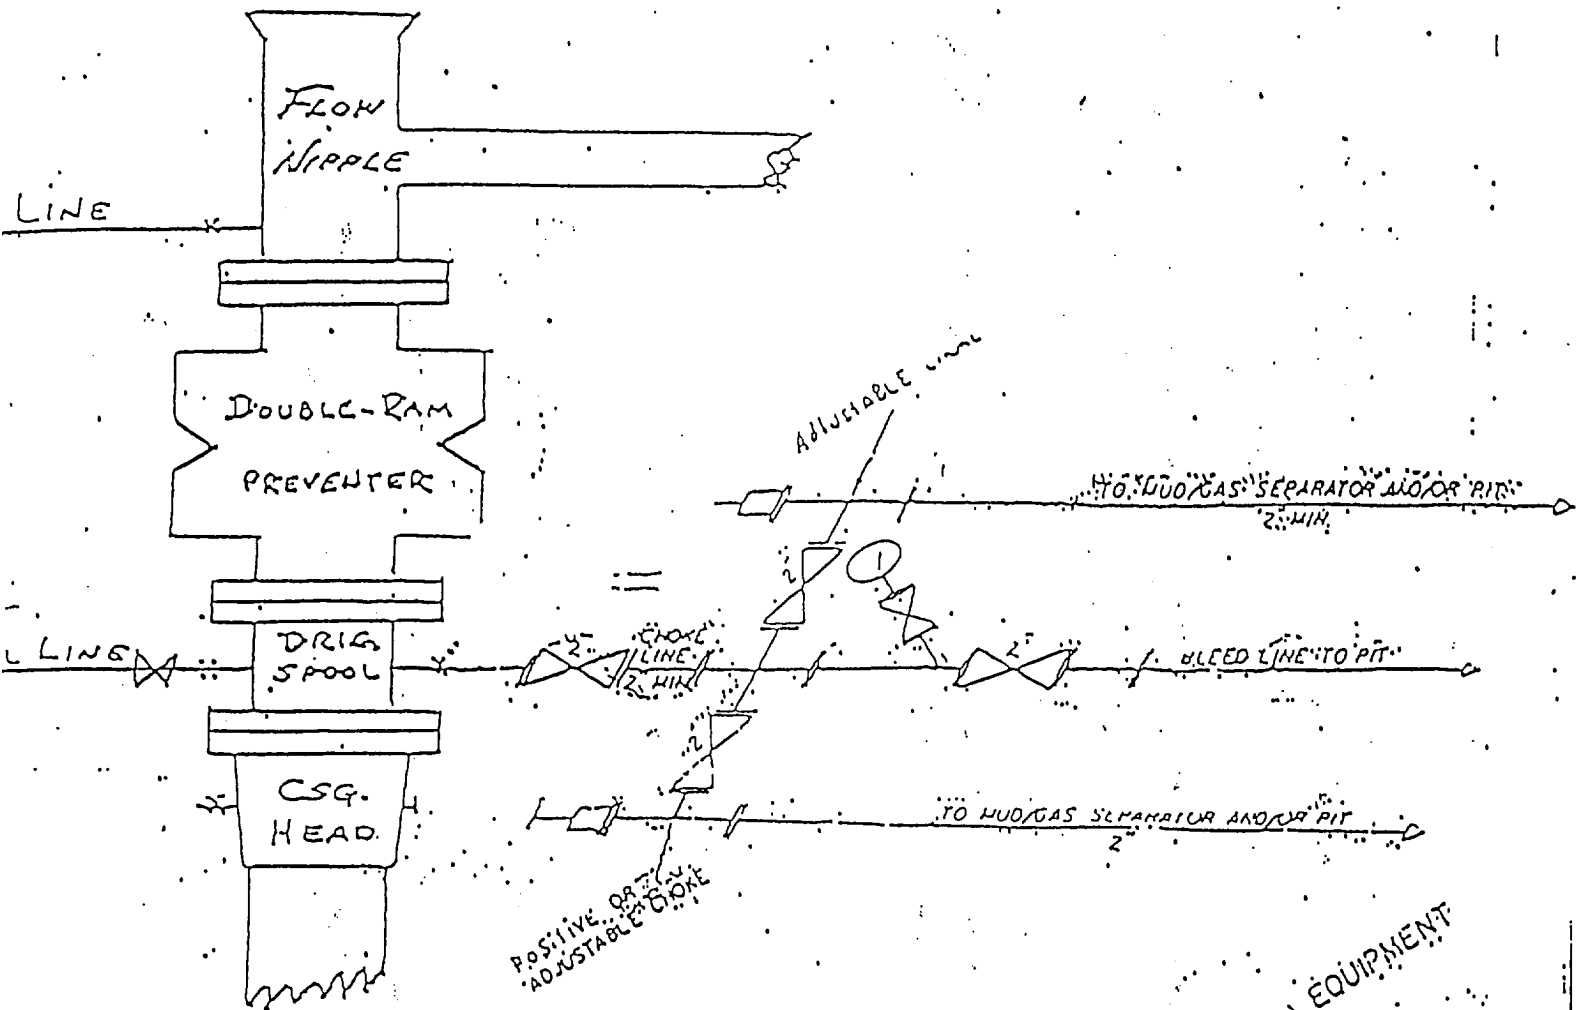 FLOW
NIPPLE
LINE
DOUBLE-RAM
PREVENTER
ADJUSTABLE
TO MUD/GAS SEPARATOR AND/OR PIT
2" MIN.
2"
1
DRLG.
SPOOL
L LINE
CHOKE
LINE
2" MIN
2"
BLEED LINE TO PIT
2"
CSG.
HEAD
TO MUD/GAS SEPARATOR AND/OR PIT
2"
POSITIVE OR
ADJUSTABLE CHOKE
EQUIPMENT